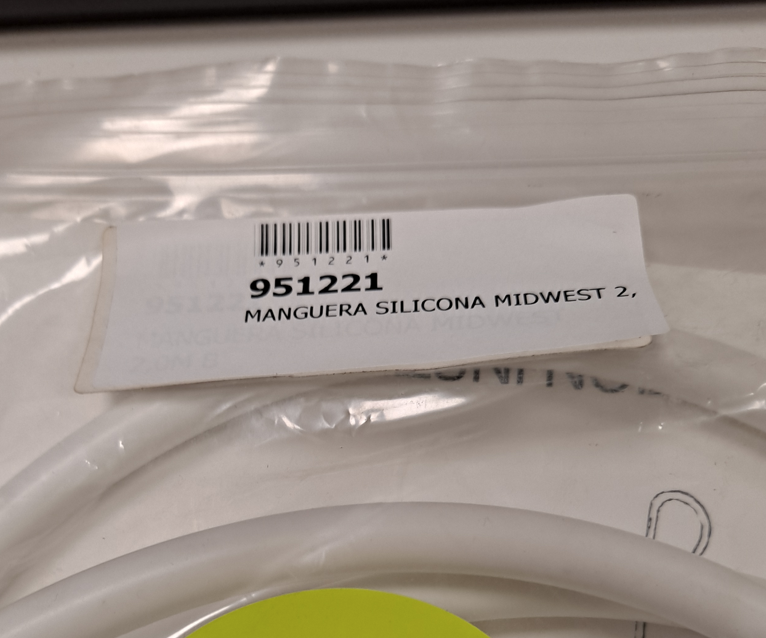 *951221*
951221
MANGUERA SILICONA MIDWEST 2,